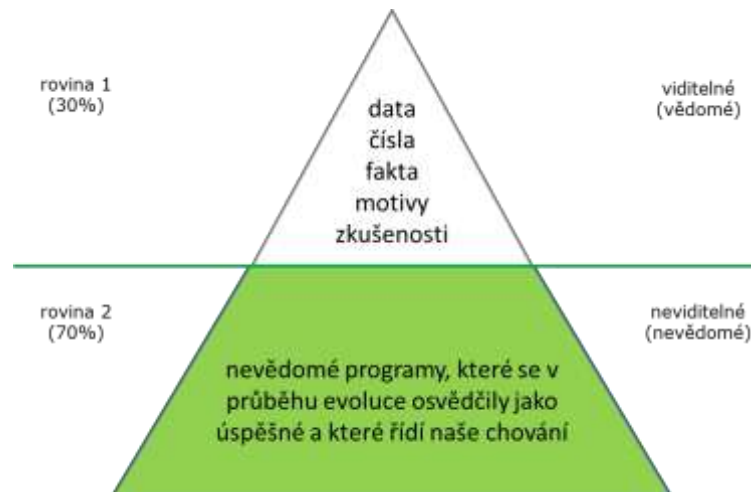 rovina 1
(30%)
data
čísla
fakta
motivy
zkušenosti
viditelné
(vědomé)
rovina 2
(70%)
nevědomé programy, které se v
průběhu evoluce osvědčily jako
úspěšné a které řídí naše chování
neviditelné
(nevědomé)